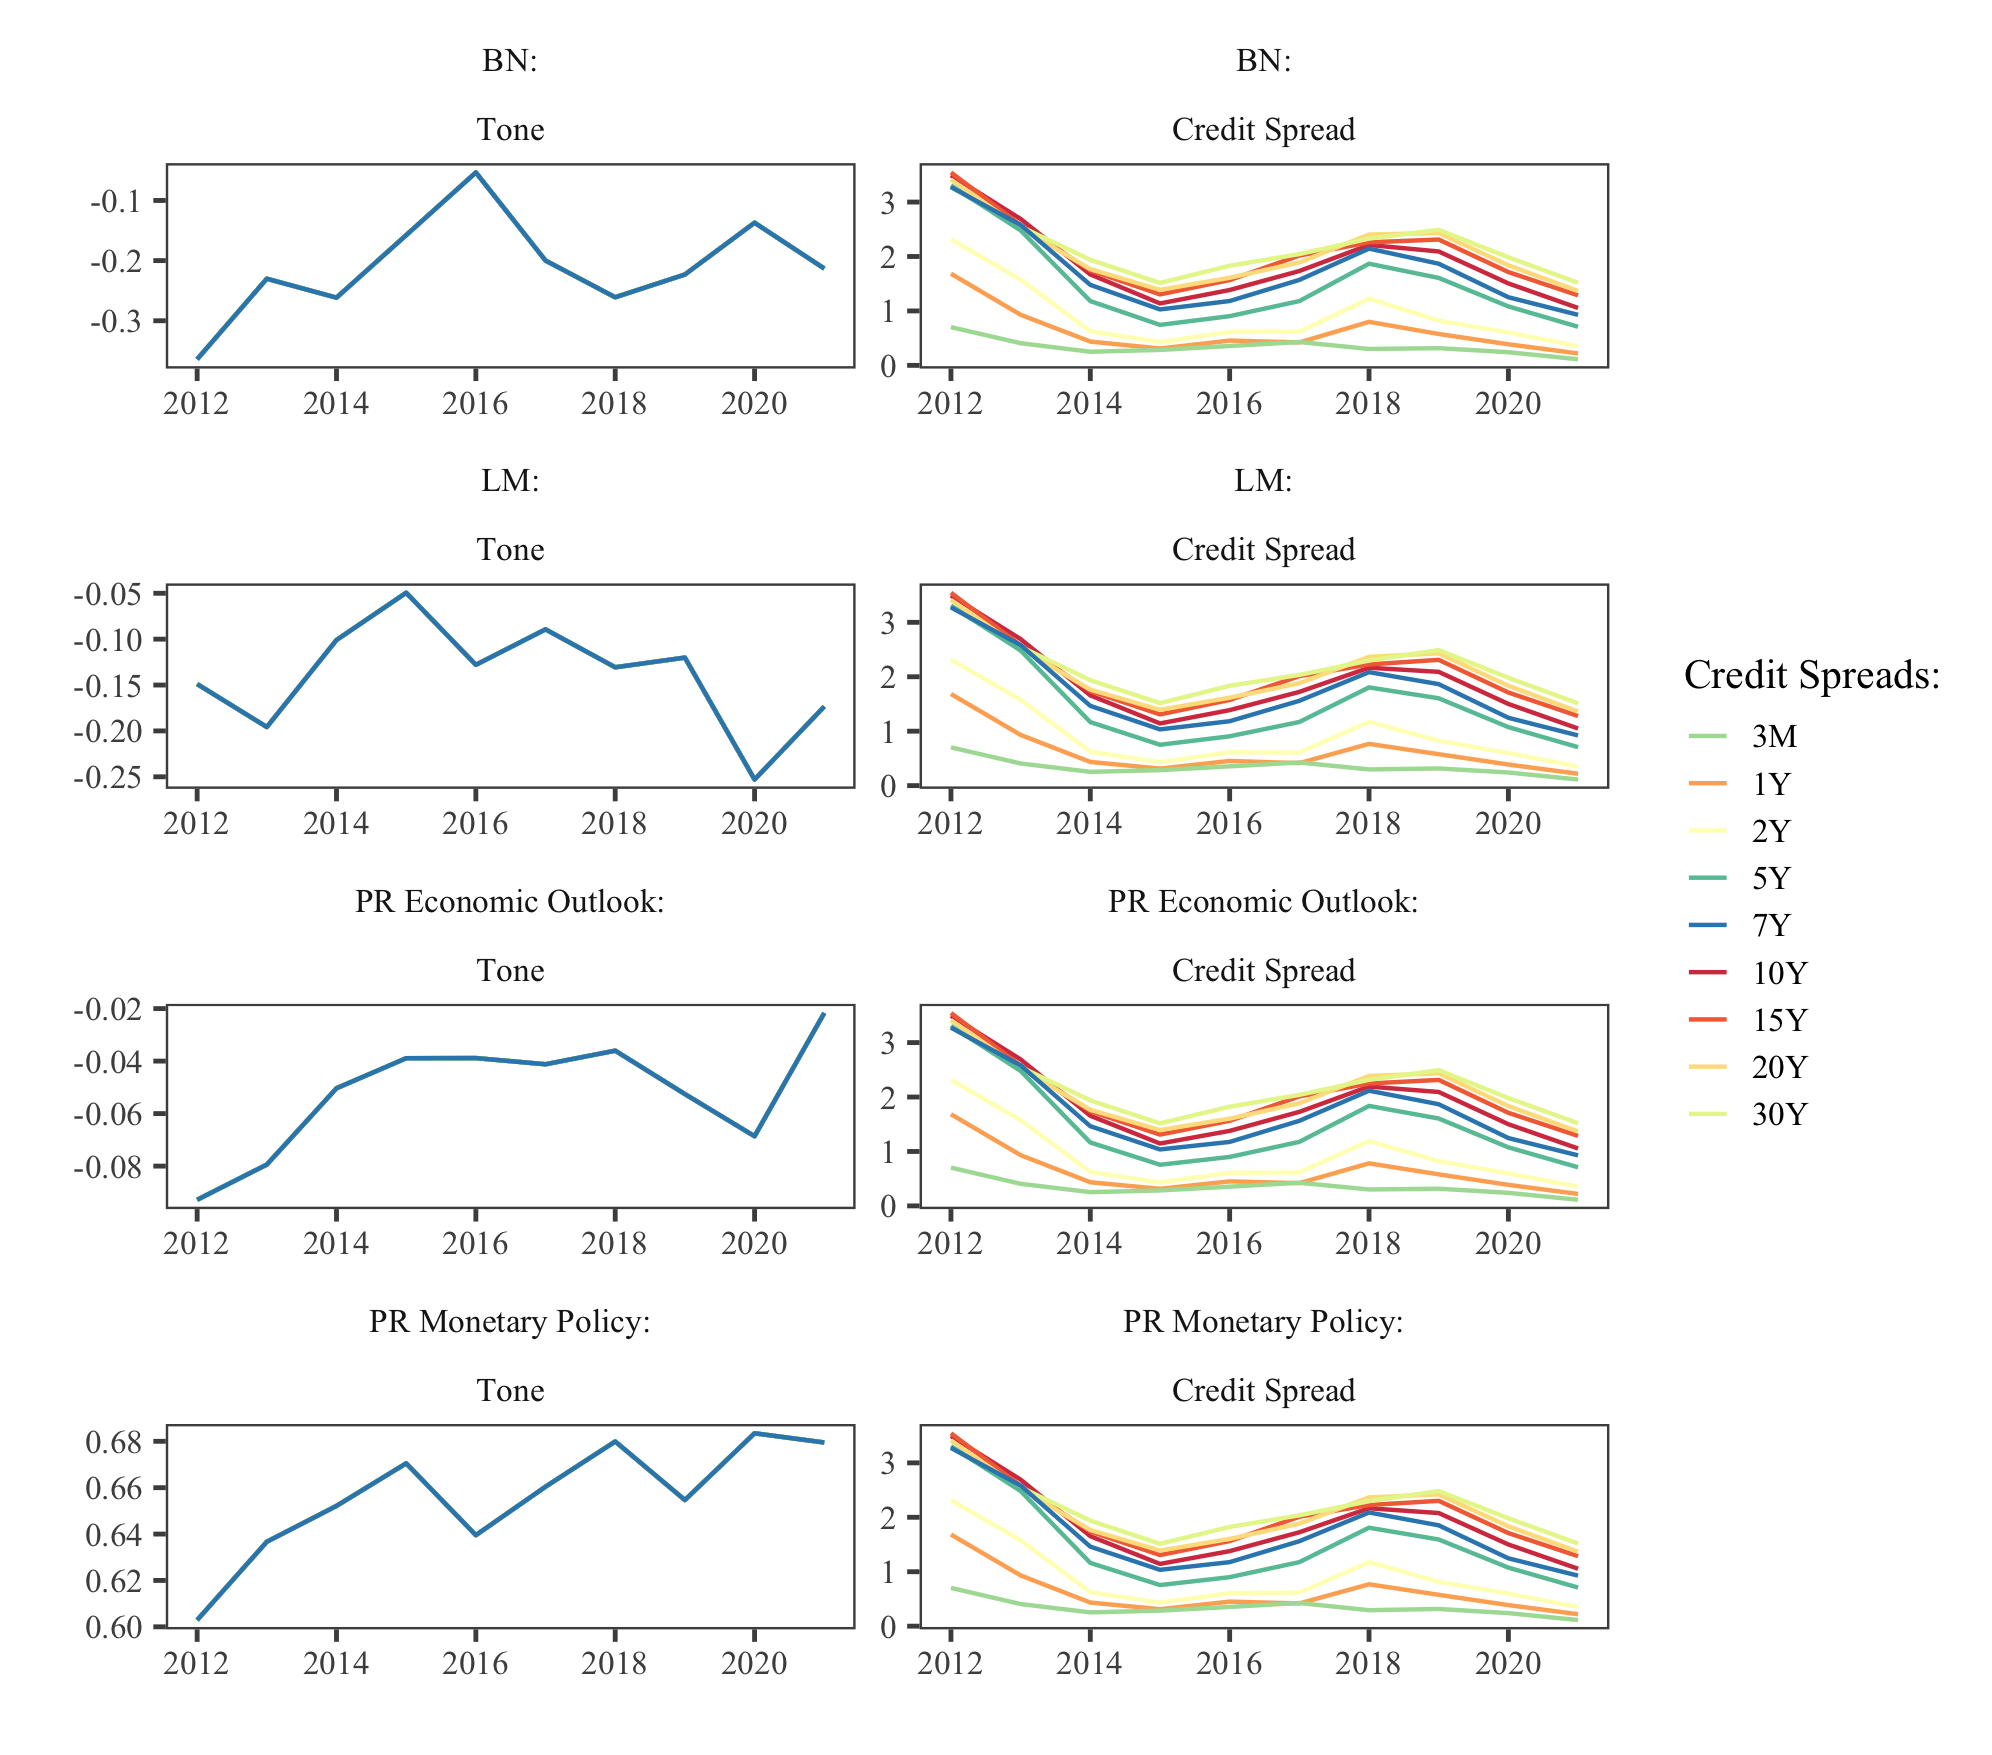 BN:
Tone
-0.1
-0.2
-0.3
2012 2014 2016 2018 2020
BN:
Credit Spread
3
2
1
0
2012 2014 2016 2018 2020
LM:
Tone
-0.05
-0.10
-0.15
-0.20
-0.25
2012 2014 2016 2018 2020
LM:
Credit Spread
3
2
1
0
2012 2014 2016 2018 2020
PR Economic Outlook:
Tone
-0.02
-0.04
-0.06
-0.08
2012 2014 2016 2018 2020
PR Economic Outlook:
Credit Spread
3
2
1
0
2012 2014 2016 2018 2020
PR Monetary Policy:
Tone
0.68
0.66
0.64
0.62
0.60
2012 2014 2016 2018 2020
PR Monetary Policy:
Credit Spread
3
2
1
0
2012 2014 2016 2018 2020
Credit Spreads:
3M
1Y
2Y
5Y
7Y
10Y
15Y
20Y
30Y